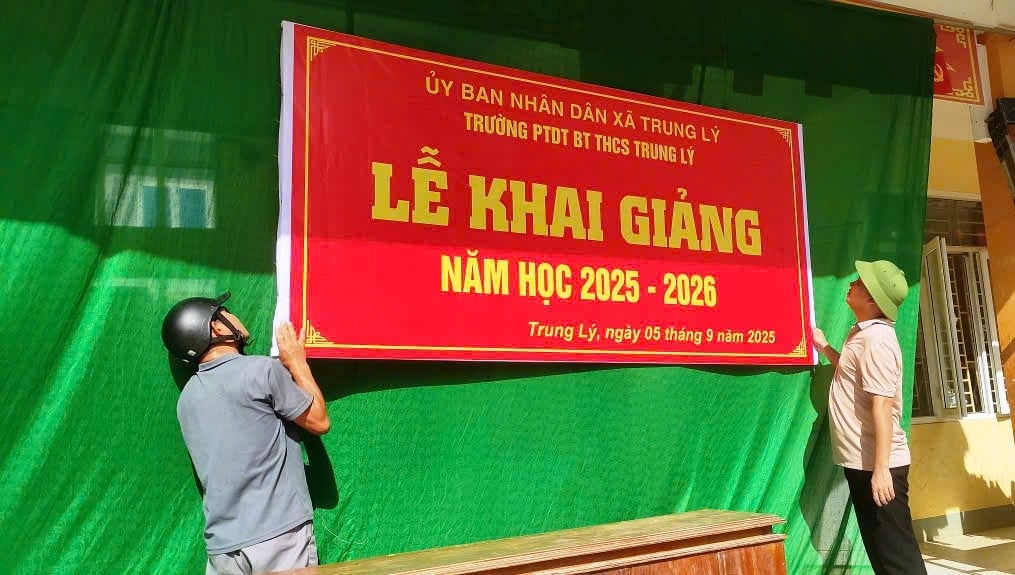 ỦY BAN NHÂN DÂN XÃ TRUNG LÝ
TRƯỜNG PTDT BT THCS TRUNG LÝ
LỄ KHAI GIẢNG
NĂM HỌC 2025 - 2026
Trung Lý, ngày 05 tháng 9 năm 2025